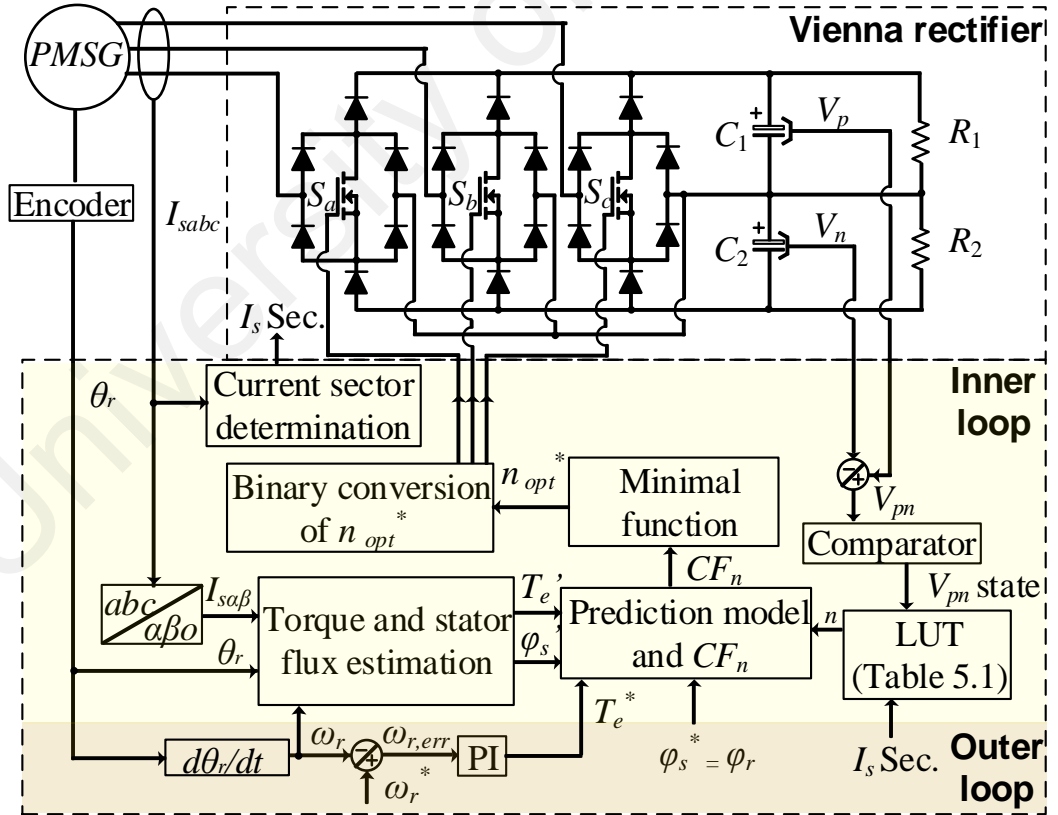 Vienna rectifier
PMSG
Encoder
I_sabc
S_a
S_b
S_c
C_1
C_2
V_p
V_n
R_1
R_2
I_s Sec.
θ_r
Current sector
determination
Inner
loop
Binary conversion
of n_opt^*
n_opt^*
Minimal
function
V_pn
Comparator
V_pn state
CF_n
abc
αβo
I_sαβ
θ_r
Torque and stator
flux estimation
T_e’
φ_s’
Prediction model
and CF_n
n
LUT
(Table 5.1)
T_e^*
φ_s^* = φ_r
I_s Sec.
dθ_r/dt
ω_r
-
+
ω_r,err
ω_r^*
PI
Outer
loop
-
+
+
+
University of